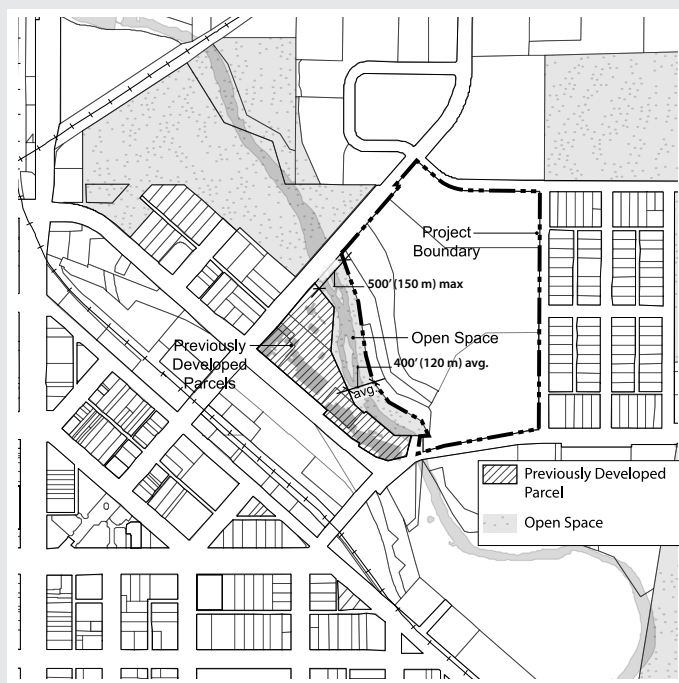 Project
Boundary
500' (150 m) max
Open Space
Previously
Developed
Parcels
400' (120 m) avg.
avg.
Previously Developed
Parcel
Open Space